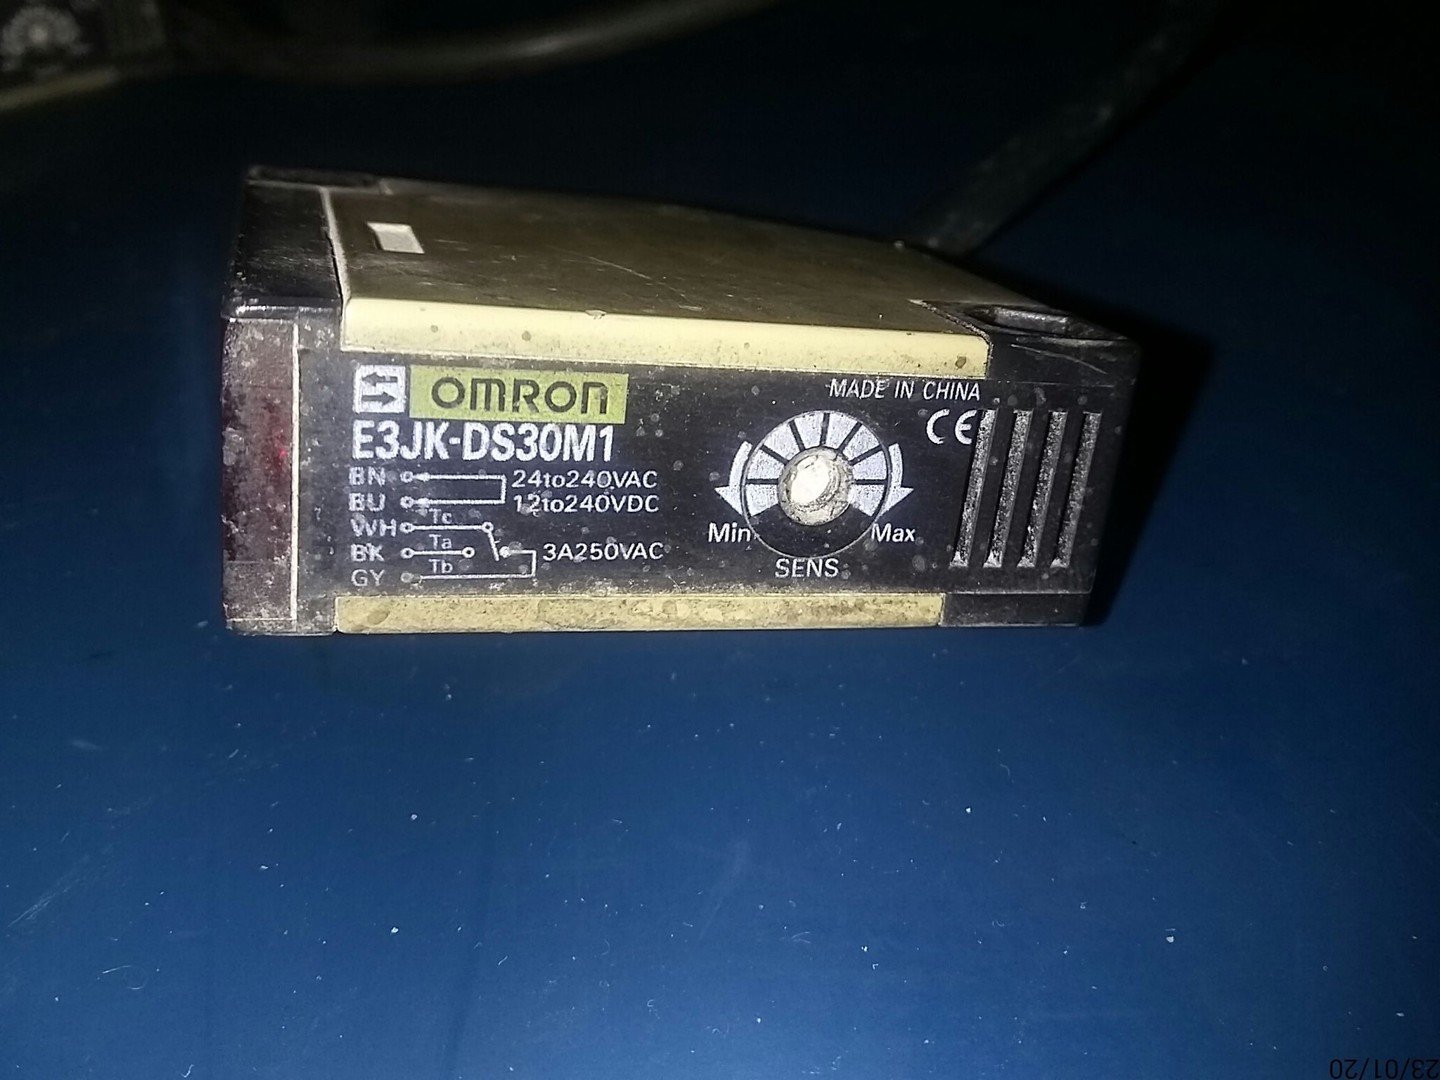 OMRON
MADE IN CHINA
CE
E3JK-DS30M1
BN 24to240VAC
BU 12to240VDC
WH Tc
BK Ta 3A250VAC
GY Tb
Min Max
SENS
23/01/20